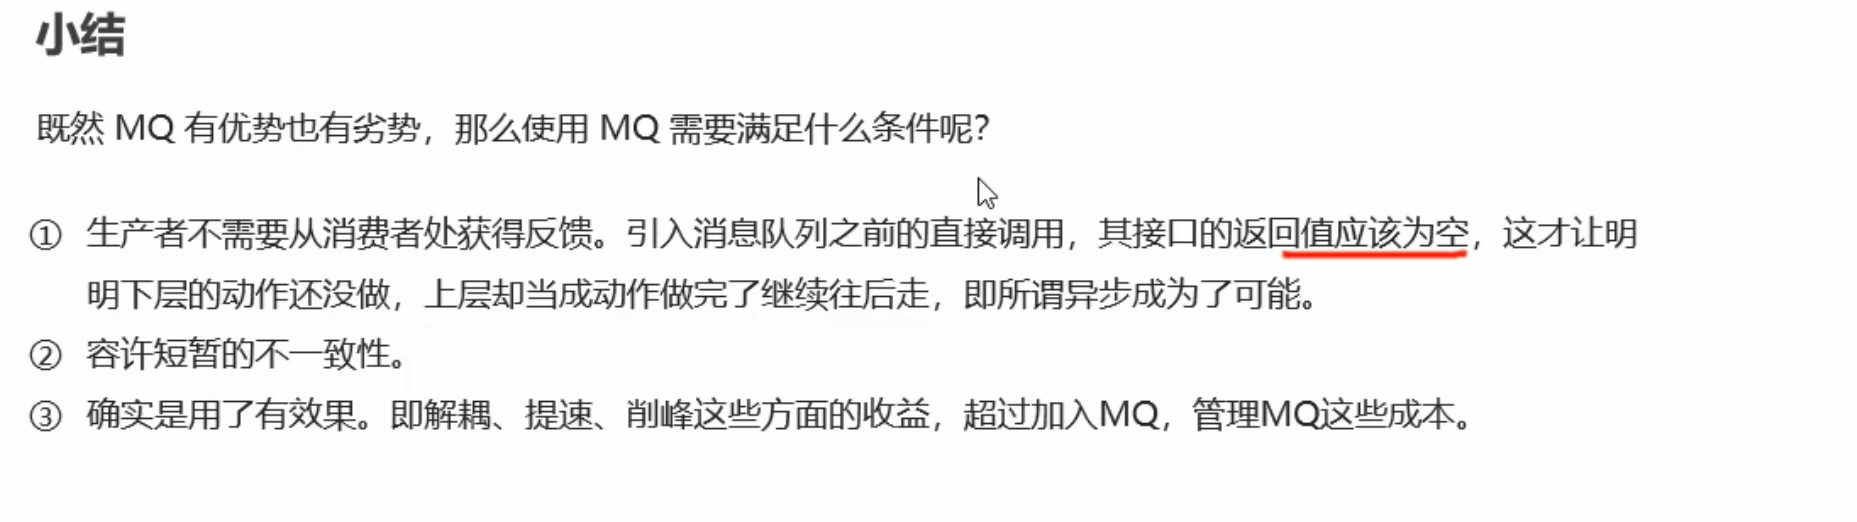 小结
既然 MQ 有优势也有劣势，那么使用 MQ 需要满足什么条件呢？
① 生产者不需要从消费者处获得反馈。引入消息队列之前的直接调用，其接口的返回值应该为空，这才让明
明下层的动作还没做，上层却当成动作做完了继续往后走，即所谓异步成为了可能。
② 容许短暂的不一致性。
③ 确实是用了有效果。即解耦、提速、削峰这些方面的收益，超过加入MQ，管理MQ这些成本。